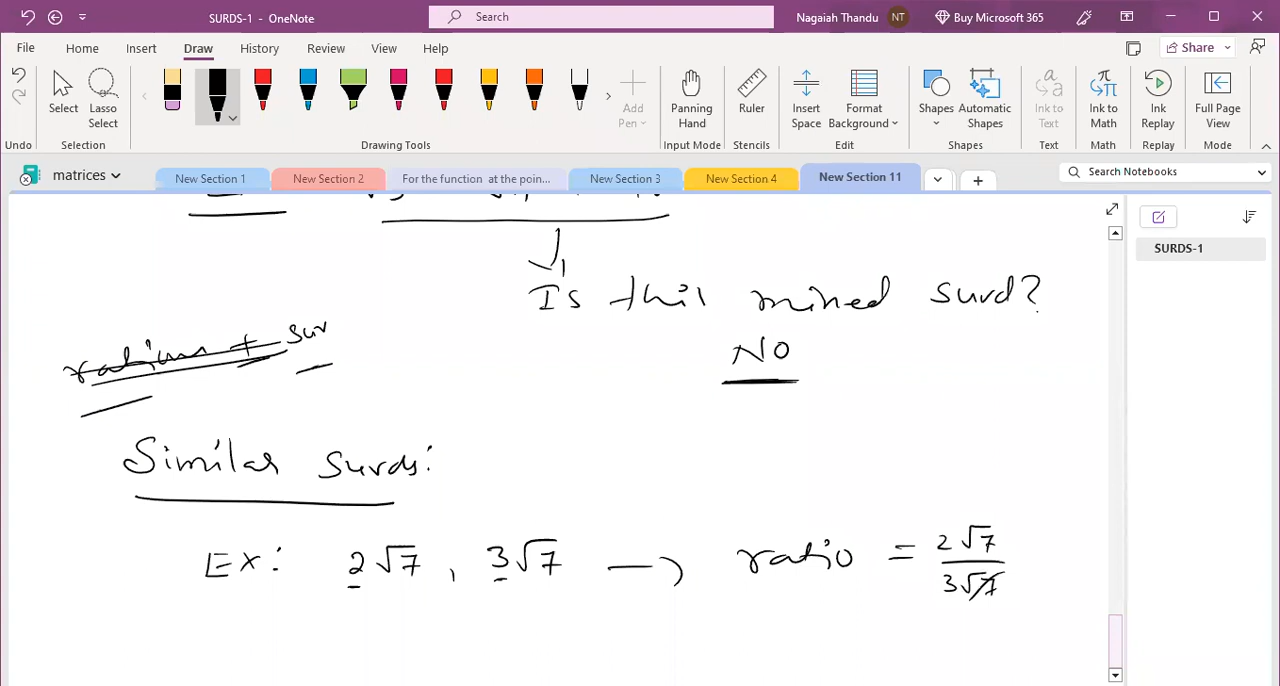 SURDS-1 - OneNote
Search
Nagaiah Thandu NT
Buy Microsoft 365
File Home Insert Draw History Review View Help
Share
Undo
Select
Lasso Select
Selection
Drawing Tools
Add Pen
Panning Hand
Input Mode
Ruler
Stencils
Insert Space
Format Background
Edit
Shapes
Automatic Shapes
Shapes
Ink to Text
Text
Ink to Math
Math
Ink Replay
Replay
Full Page View
Mode
matrices
New Section 1
New Section 2
For the function at the poin...
New Section 3
New Section 4
New Section 11
Search Notebooks
SURDS-1
Is this mixed surd?
NO
sur
Similar surds:
EX: 2√7, 3√7 → ratio = 2√7 / 3√7